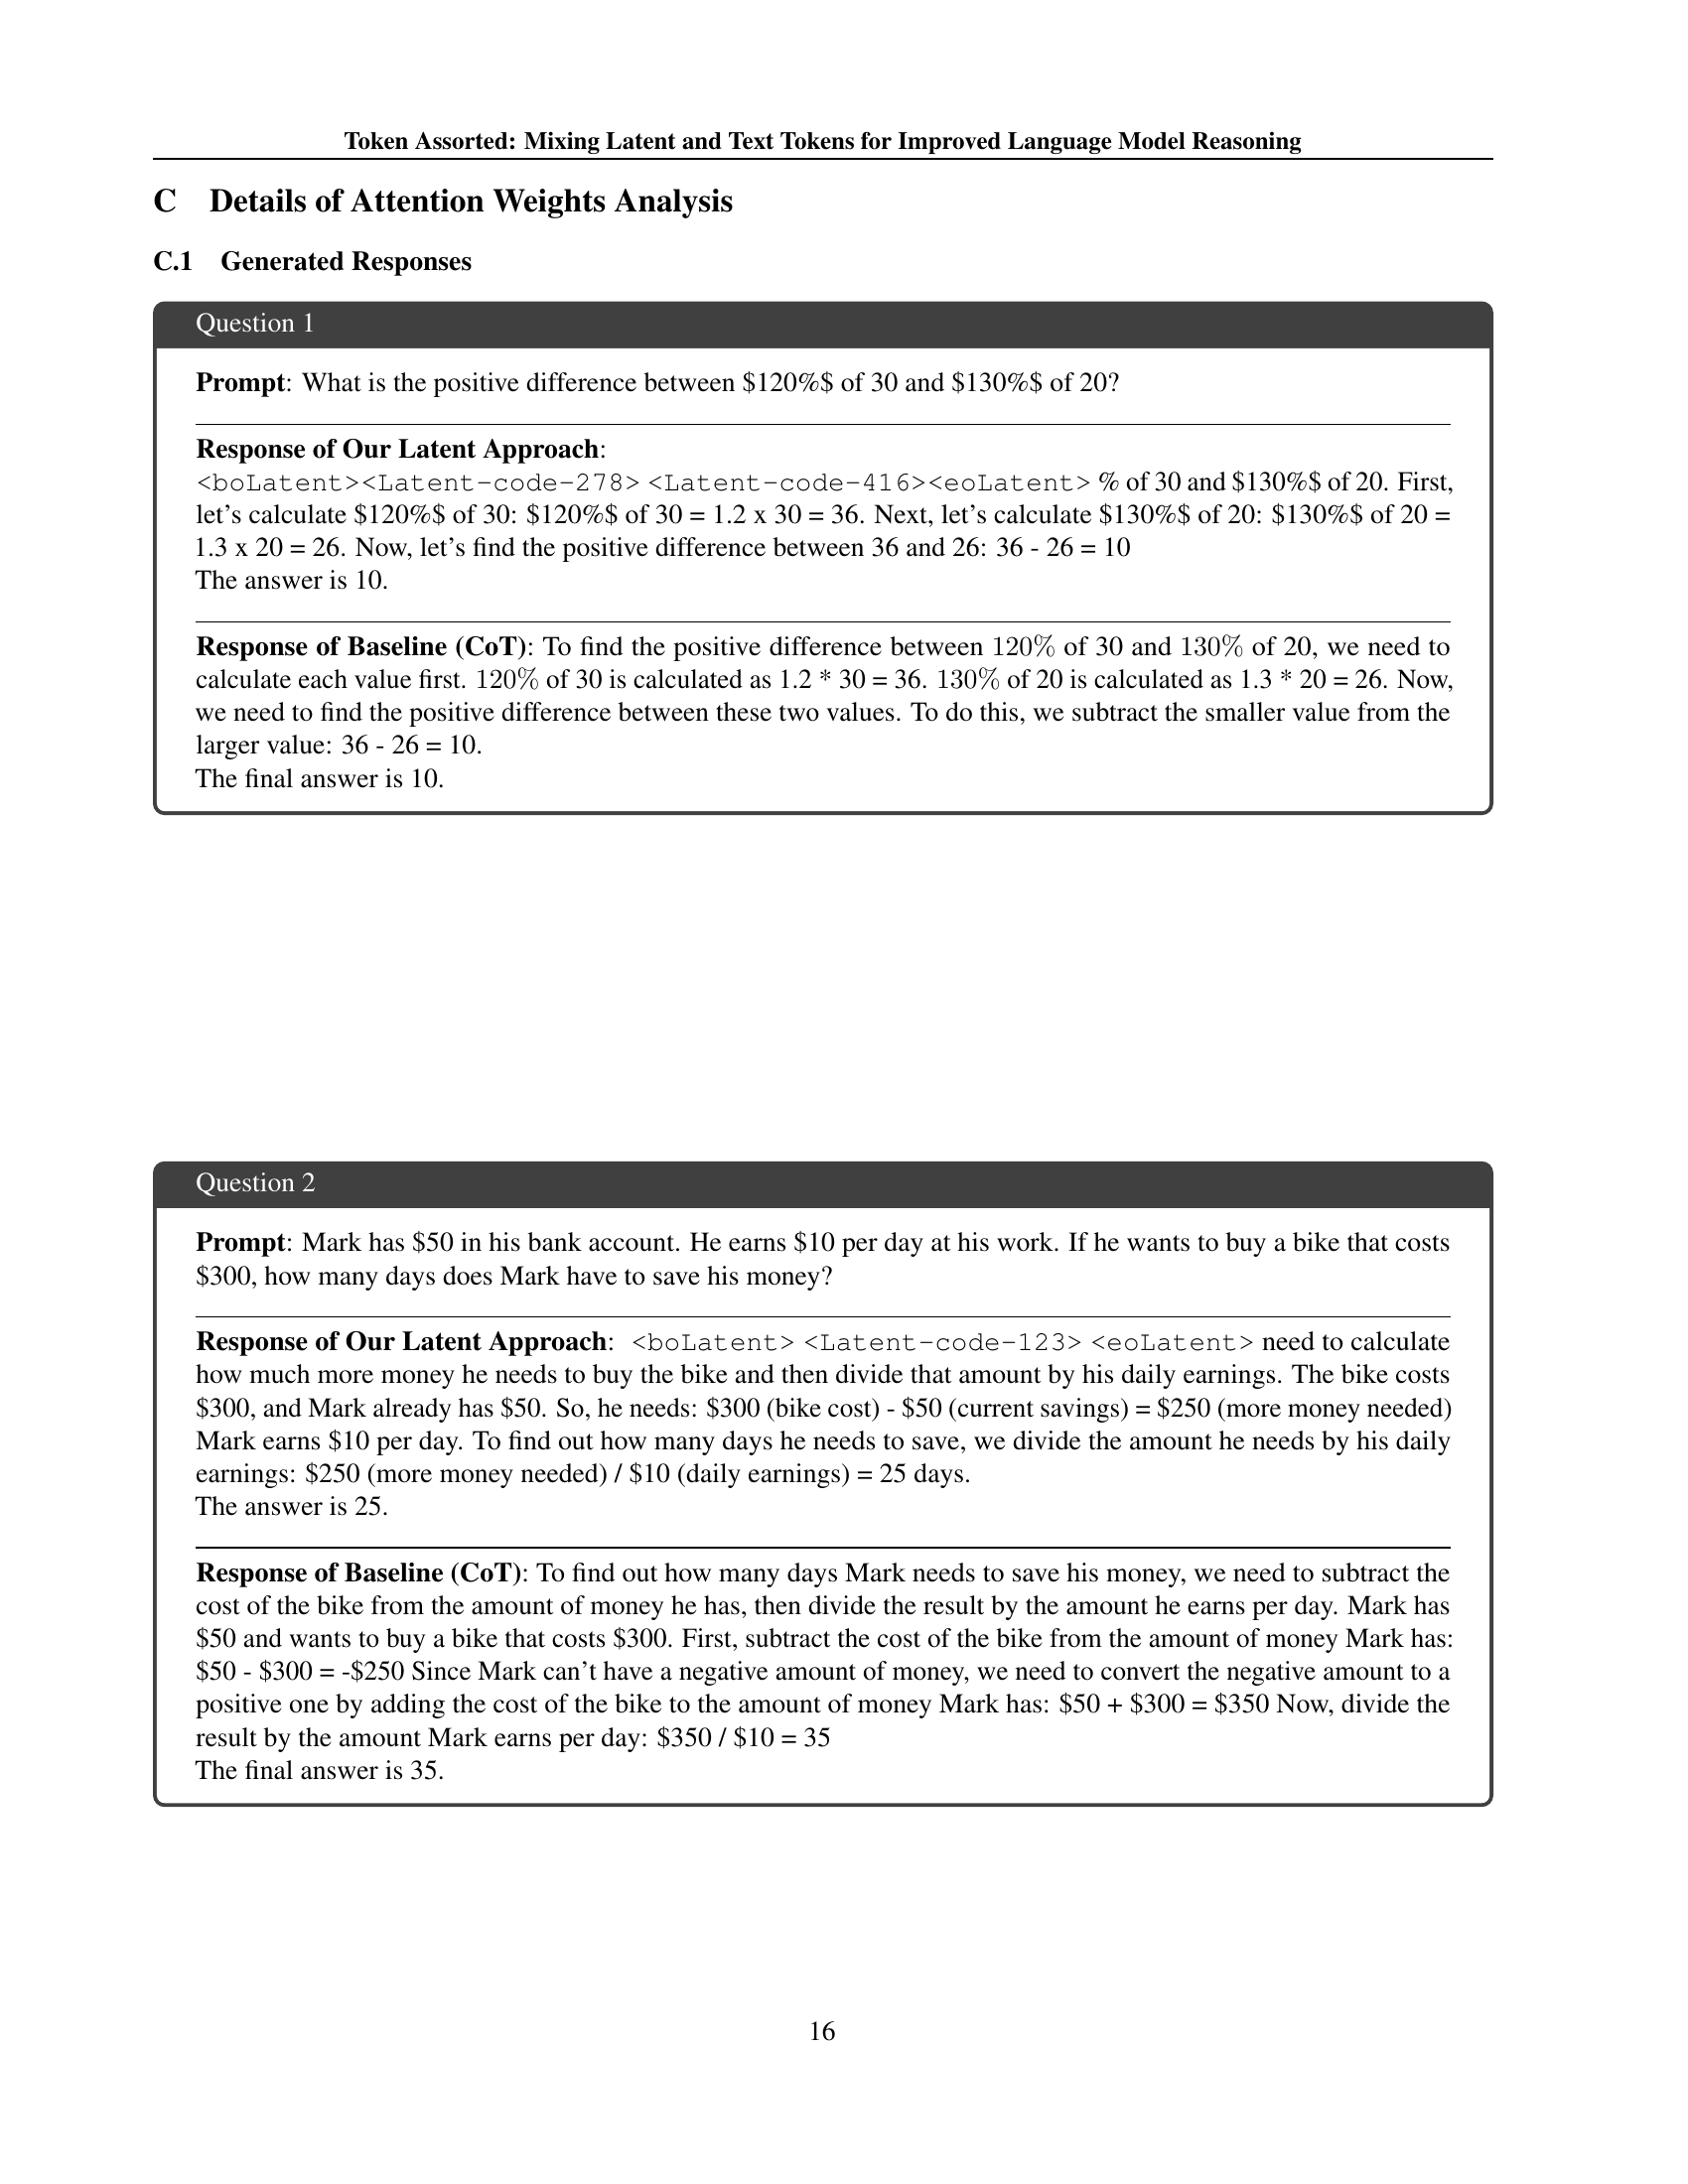 Token Assorted: Mixing Latent and Text Tokens for Improved Language Model Reasoning
C Details of Attention Weights Analysis
C.1 Generated Responses
Question 1
Prompt: What is the positive difference between $120%$ of 30 and $130%$ of 20?
Response of Our Latent Approach:
<boLatent><Latent-code-278> <Latent-code-416><eoLatent> % of 30 and $130%$ of 20. First,
let's calculate $120%$ of 30: $120%$ of 30 = 1.2 x 30 = 36. Next, let's calculate $130%$ of 20: $130%$ of 20 =
1.3 x 20 = 26. Now, let's find the positive difference between 36 and 26: 36 - 26 = 10
The answer is 10.
Response of Baseline (CoT): To find the positive difference between 120% of 30 and 130% of 20, we need to
calculate each value first. 120% of 30 is calculated as 1.2 * 30 = 36. 130% of 20 is calculated as 1.3 * 20 = 26. Now,
we need to find the positive difference between these two values. To do this, we subtract the smaller value from the
larger value: 36 - 26 = 10.
The final answer is 10.
Question 2
Prompt: Mark has $50 in his bank account. He earns $10 per day at his work. If he wants to buy a bike that costs
$300, how many days does Mark have to save his money?
Response of Our Latent Approach: <boLatent> <Latent-code-123> <eoLatent> need to calculate
how much more money he needs to buy the bike and then divide that amount by his daily earnings. The bike costs
$300, and Mark already has $50. So, he needs: $300 (bike cost) - $50 (current savings) = $250 (more money needed)
Mark earns $10 per day. To find out how many days he needs to save, we divide the amount he needs by his daily
earnings: $250 (more money needed) / $10 (daily earnings) = 25 days.
The answer is 25.
Response of Baseline (CoT): To find out how many days Mark needs to save his money, we need to subtract the
cost of the bike from the amount of money he has, then divide the result by the amount he earns per day. Mark has
$50 and wants to buy a bike that costs $300. First, subtract the cost of the bike from the amount of money Mark has:
$50 - $300 = -$250 Since Mark can't have a negative amount of money, we need to convert the negative amount to a
positive one by adding the cost of the bike to the amount of money Mark has: $50 + $300 = $350 Now, divide the
result by the amount Mark earns per day: $350 / $10 = 35
The final answer is 35.
16